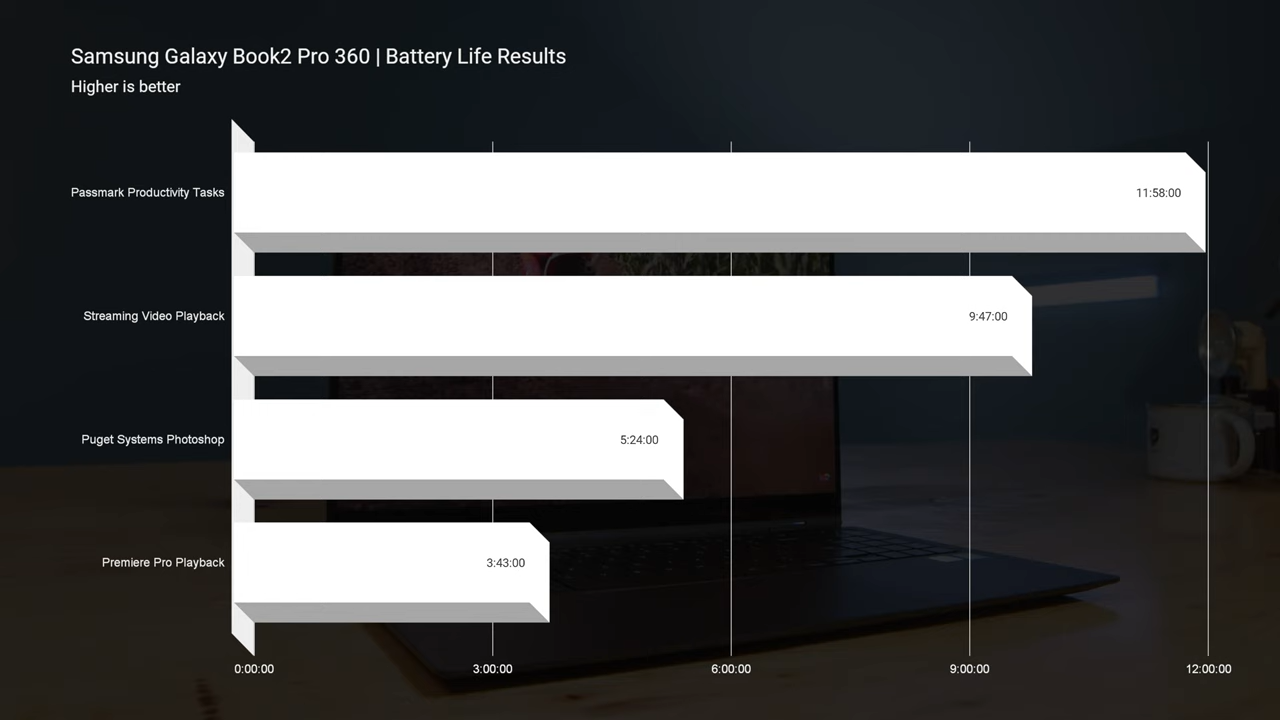 Samsung Galaxy Book2 Pro 360 | Battery Life Results
Higher is better
Passmark Productivity Tasks
11:58:00
Streaming Video Playback
9:47:00
Puget Systems Photoshop
5:24:00
Premiere Pro Playback
3:43:00
0:00:00 3:00:00 6:00:00 9:00:00 12:00:00